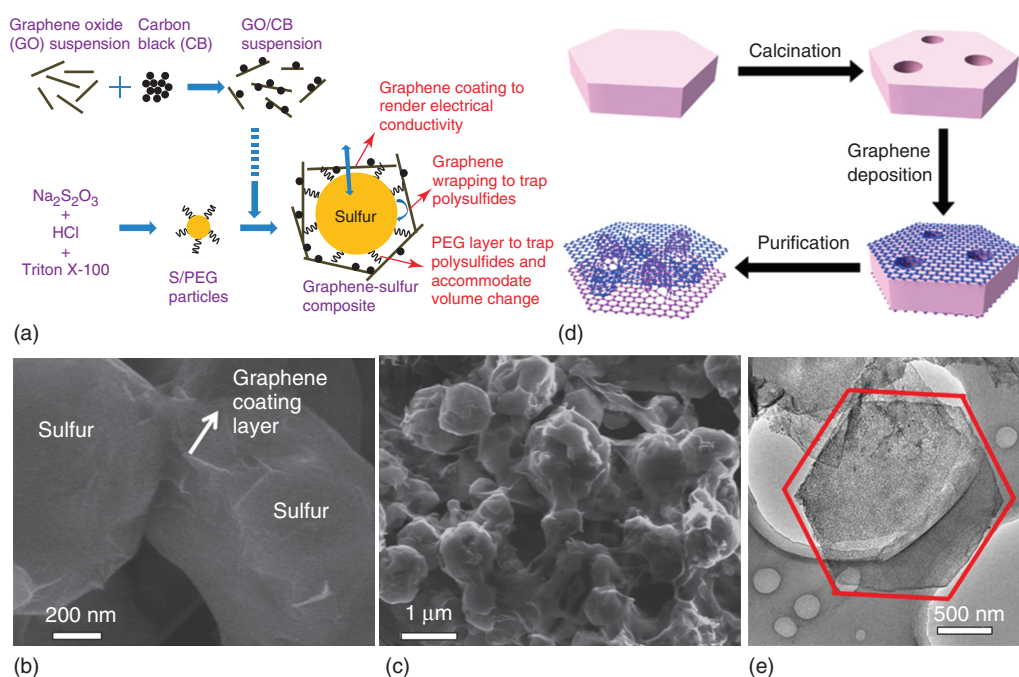 Graphene oxide
(GO) suspension
Carbon
black (CB)
GO/CB
suspension
Graphene coating to
render electrical
conductivity
Graphene
wrapping to trap
polysulfides
Na₂S₂O₃
+
HCl
+
Triton X-100
S/PEG
particles
Sulfur
PEG layer to trap
polysulfides and
accommodate
volume change
Graphene-sulfur
composite
(a)
Calcination
Graphene
deposition
Purification
(d)
Sulfur
Graphene
coating
layer
Sulfur
200 nm
(b)
1 μm
(c)
500 nm
(e)